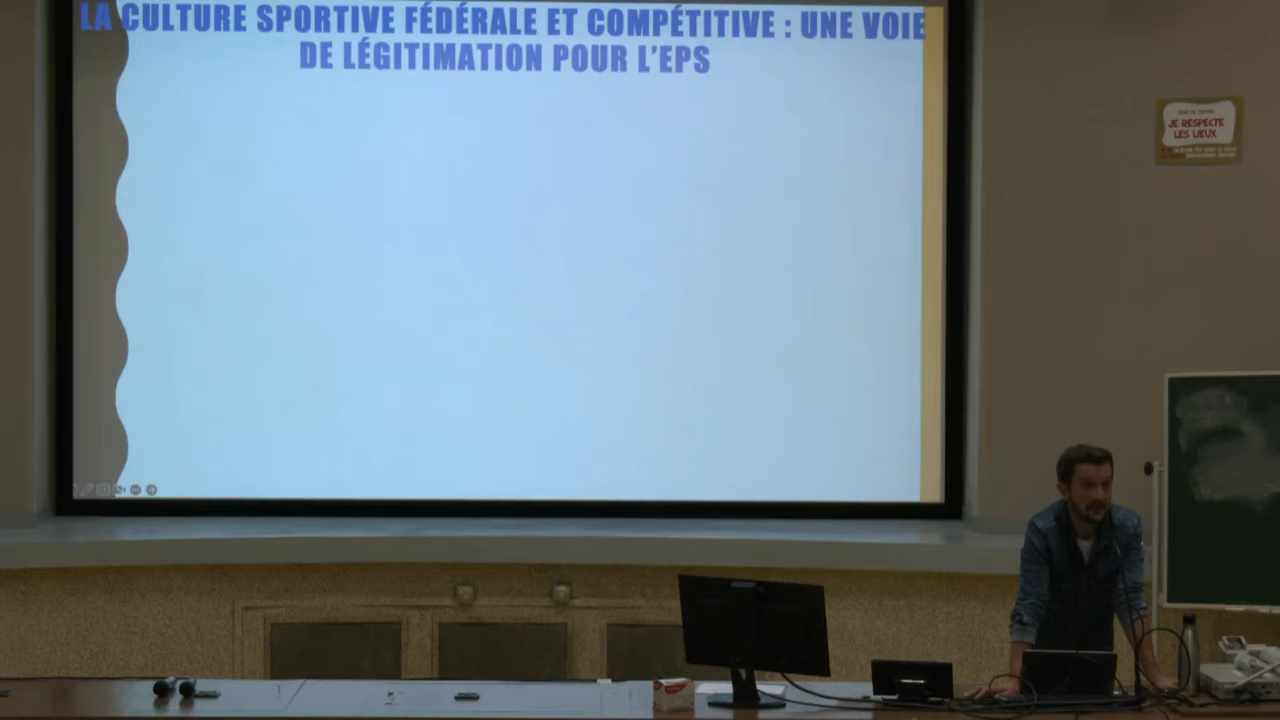 LA CULTURE SPORTIVE FÉDÉRALE ET COMPÉTITIVE : UNE VOIE
DE LÉGITIMATION POUR L'EPS
JE RESPECTE
LES LIEUX